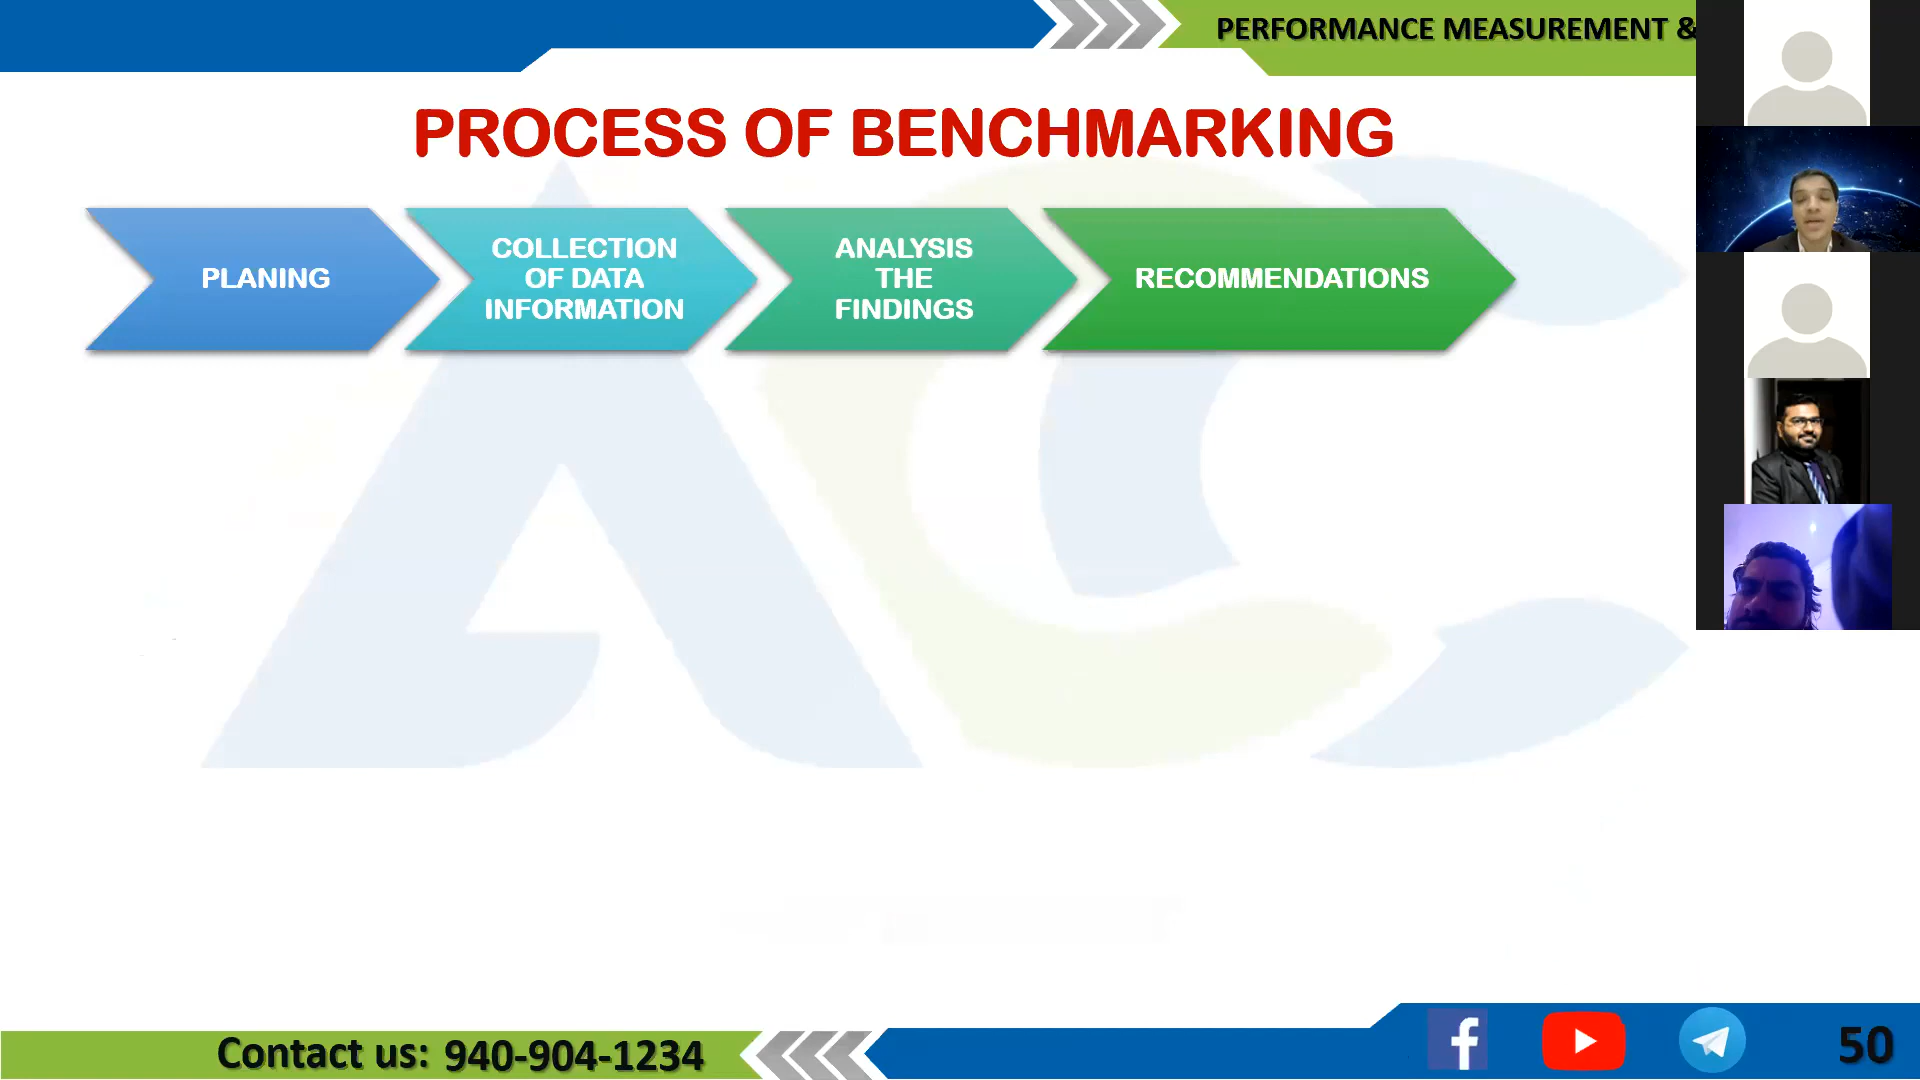 PERFORMANCE MEASUREMENT &
PROCESS OF BENCHMARKING
PLANING
COLLECTION
OF DATA
INFORMATION
ANALYSIS
THE
FINDINGS
RECOMMENDATIONS
Contact us: 940-904-1234
50